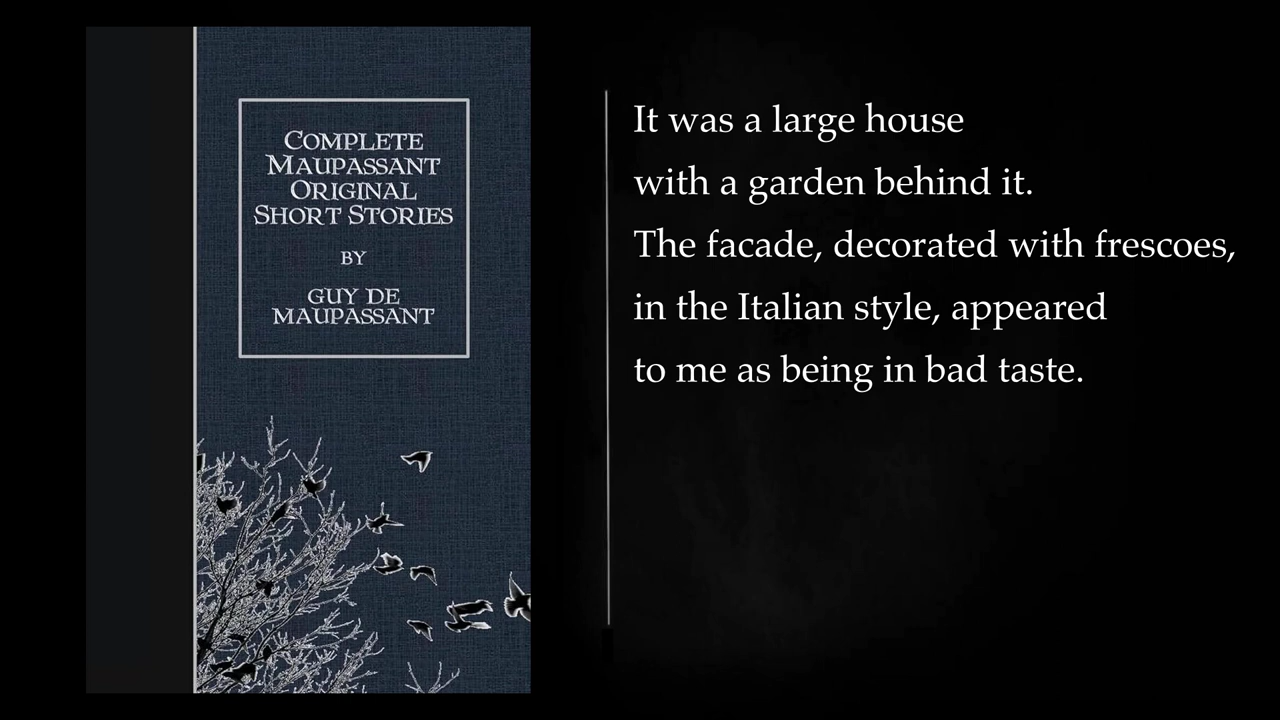 COMPLETE
MAUPASSANT
ORIGINAL
SHORT STORIES
BY
GUY DE
MAUPASSANT
It was a large house
with a garden behind it.
The facade, decorated with frescoes,
in the Italian style, appeared
to me as being in bad taste.